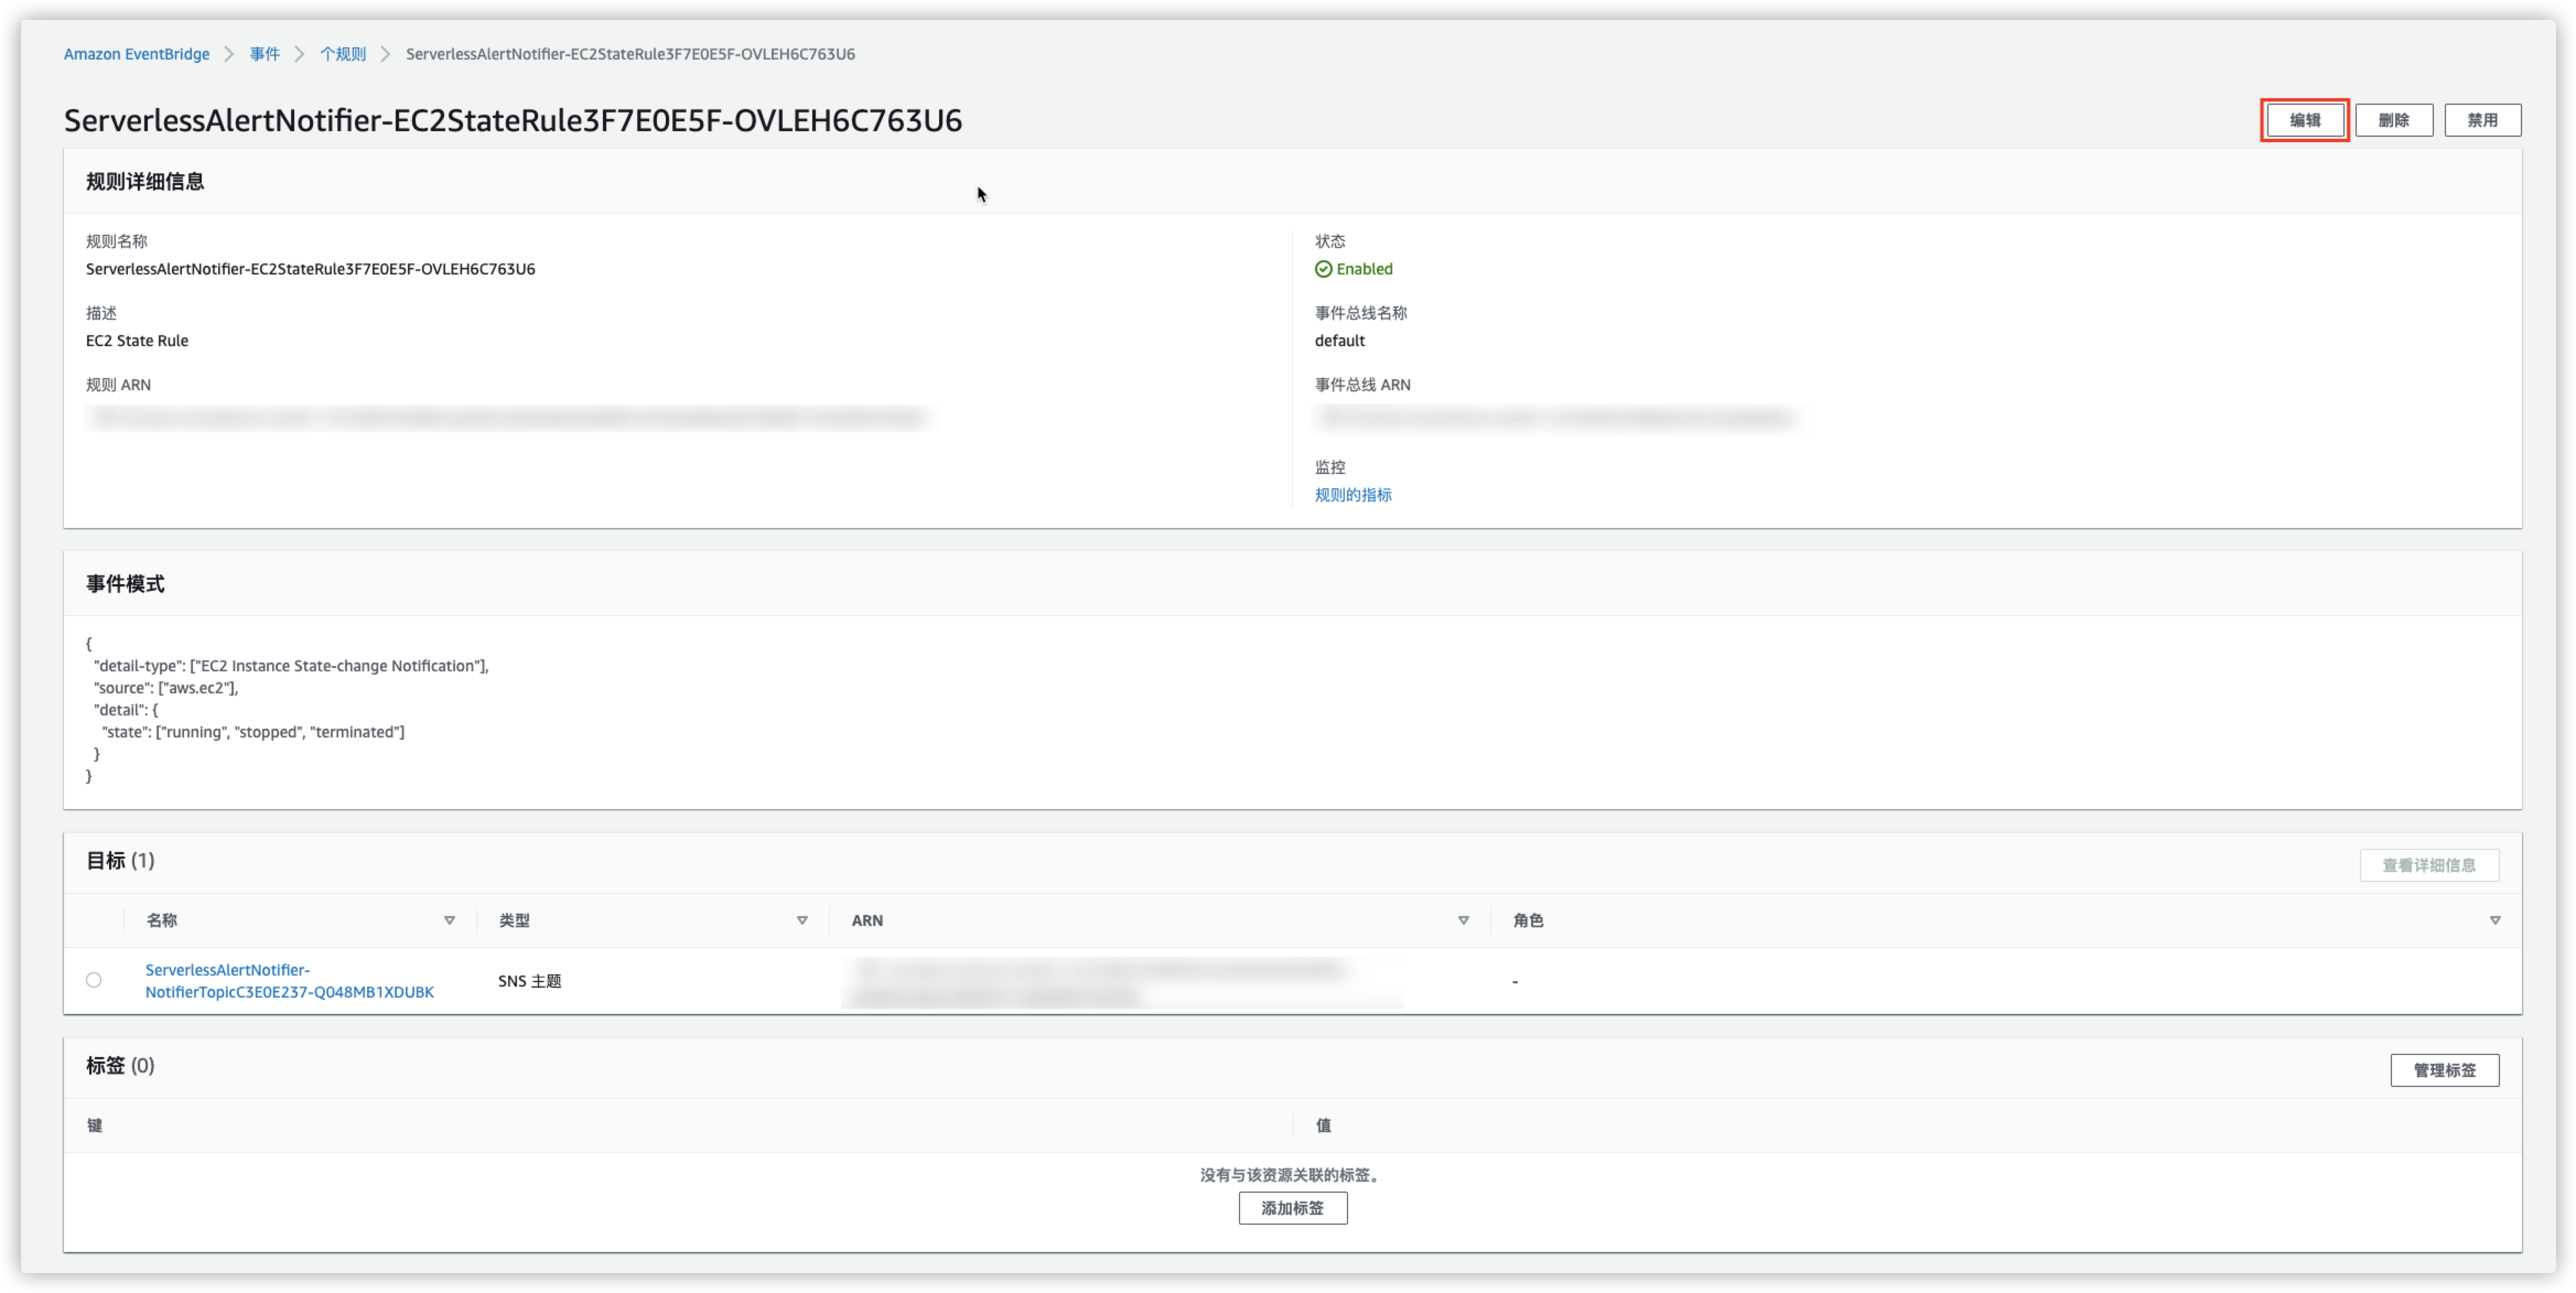 Amazon EventBridge > 事件 > 个规则 > ServerlessAlertNotifier-EC2StateRule3F7E0E5F-OVLEH6C763U6
ServerlessAlertNotifier-EC2StateRule3F7E0E5F-OVLEH6C763U6
编辑
删除
禁用
规则详细信息
规则名称
ServerlessAlertNotifier-EC2StateRule3F7E0E5F-OVLEH6C763U6
描述
EC2 State Rule
规则 ARN
状态
Enabled
事件总线名称
default
事件总线 ARN
监控
规则的指标
事件模式
{
"detail-type": ["EC2 Instance State-change Notification"],
"source": ["aws.ec2"],
"detail": {
"state": ["running", "stopped", "terminated"]
}
}
目标 (1)
查看详细信息
名称
类型
ARN
角色
ServerlessAlertNotifier-
NotifierTopicC3E0E237-Q048MB1XDUBK
SNS 主题
-
标签 (0)
管理标签
键
值
没有与该资源关联的标签。
添加标签